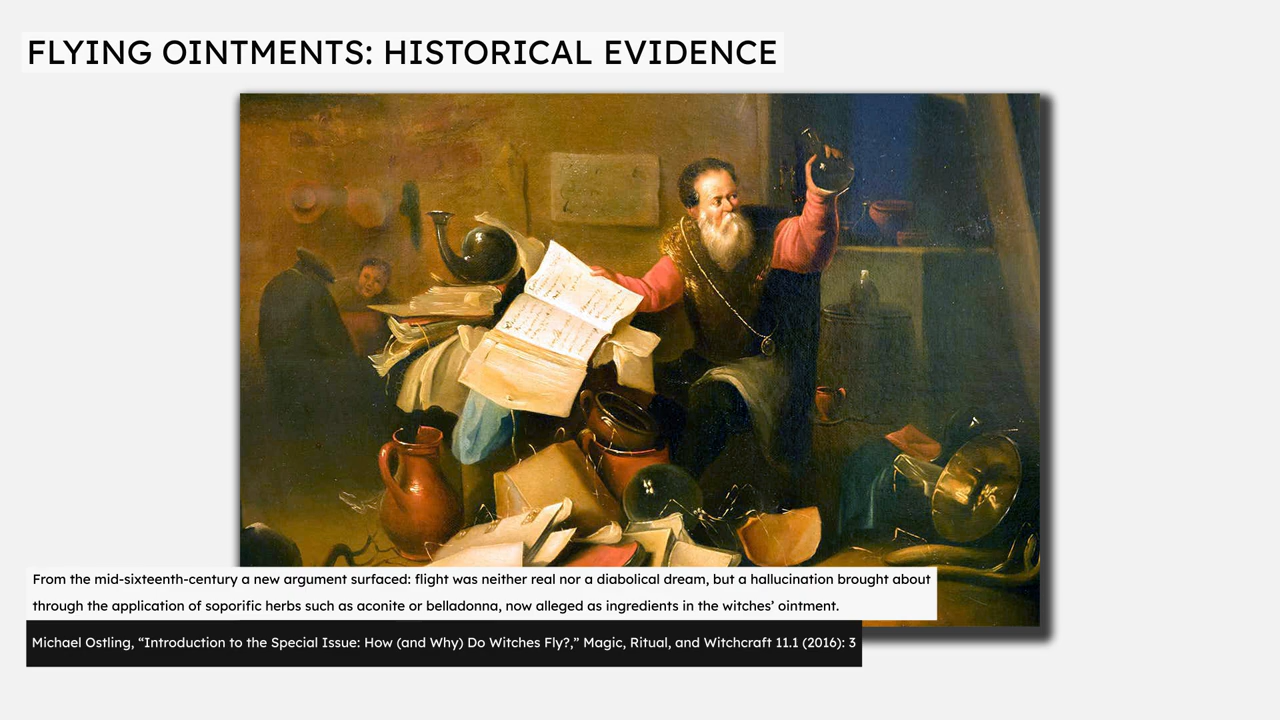 FLYING OINTMENTS: HISTORICAL EVIDENCE
From the mid-sixteenth-century a new argument surfaced: flight was neither real nor a diabolical dream, but a hallucination brought about
through the application of soporific herbs such as aconite or belladonna, now alleged as ingredients in the witches’ ointment.
Michael Ostling, “Introduction to the Special Issue: How (and Why) Do Witches Fly?,” Magic, Ritual, and Witchcraft 11.1 (2016): 3